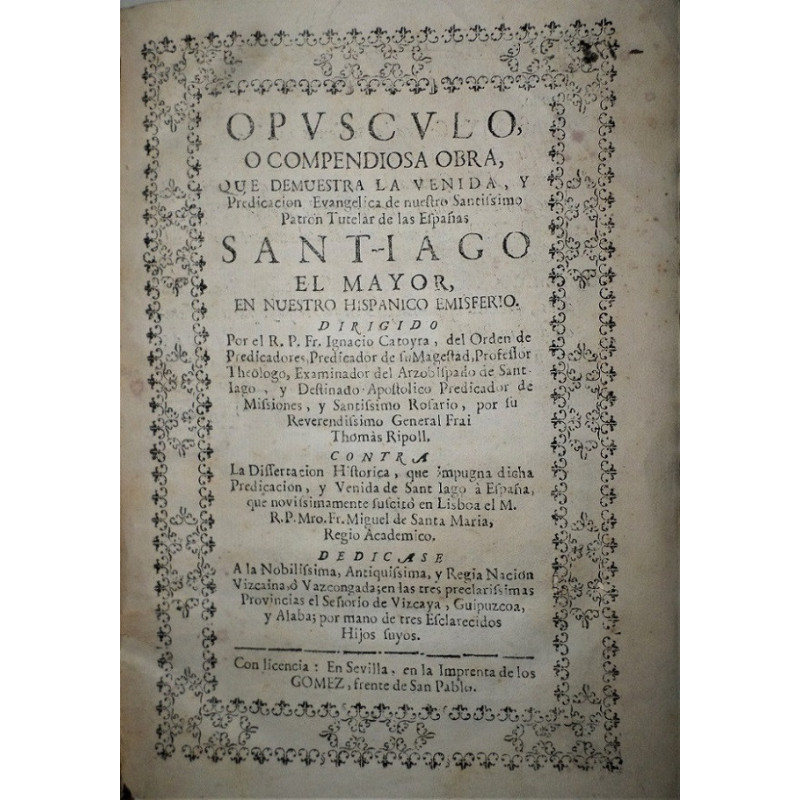 OPVSCVLO,
O COMPENDIOSA OBRA,
QUE DEMUESTRA LA VENIDA, Y
Predicacion Evangelica de nuestro Santissimo
Patron Tutelar de las Españas
SANT-IAGO
EL MAYOR,
EN NUESTRO HISPANICO EMISFERIO.
DIRIGIDO
Por el R. P. Fr. Ignacio Catoyra, del Orden de
Predicadores, Predicador de su Magestad, Professor
Theologo, Examinador del Arzobispado de Sant-
Iago, y Destinado Apostolico Predicador de
Missiones, y Santissimo Rosario, por su
Reverendissimo General Frai
Thomàs Ripoll.
CONTRA
La Dissertacion Historica, que impugna dicha
Predicacion, y Venida de Sant Iago à España,
que novissimamente suscitò en Lisboa el M.
R. P. Mro. Fr. Miguel de Santa Maria,
Regio Academico.
DEDICASE
A la Nobilissima, Antiquissima, y Regia Nación
Vizcaina, ò Vazcongada; en las tres preclarissimas
Provincias el Señorio de Vizcaya, Guipuzcoa,
y Alaba; por mano de tres Esclarecidos
Hijos suyos.
Con licencia: En Sevilla, en la Imprenta de los
GOMEZ, frente de San Pablo.